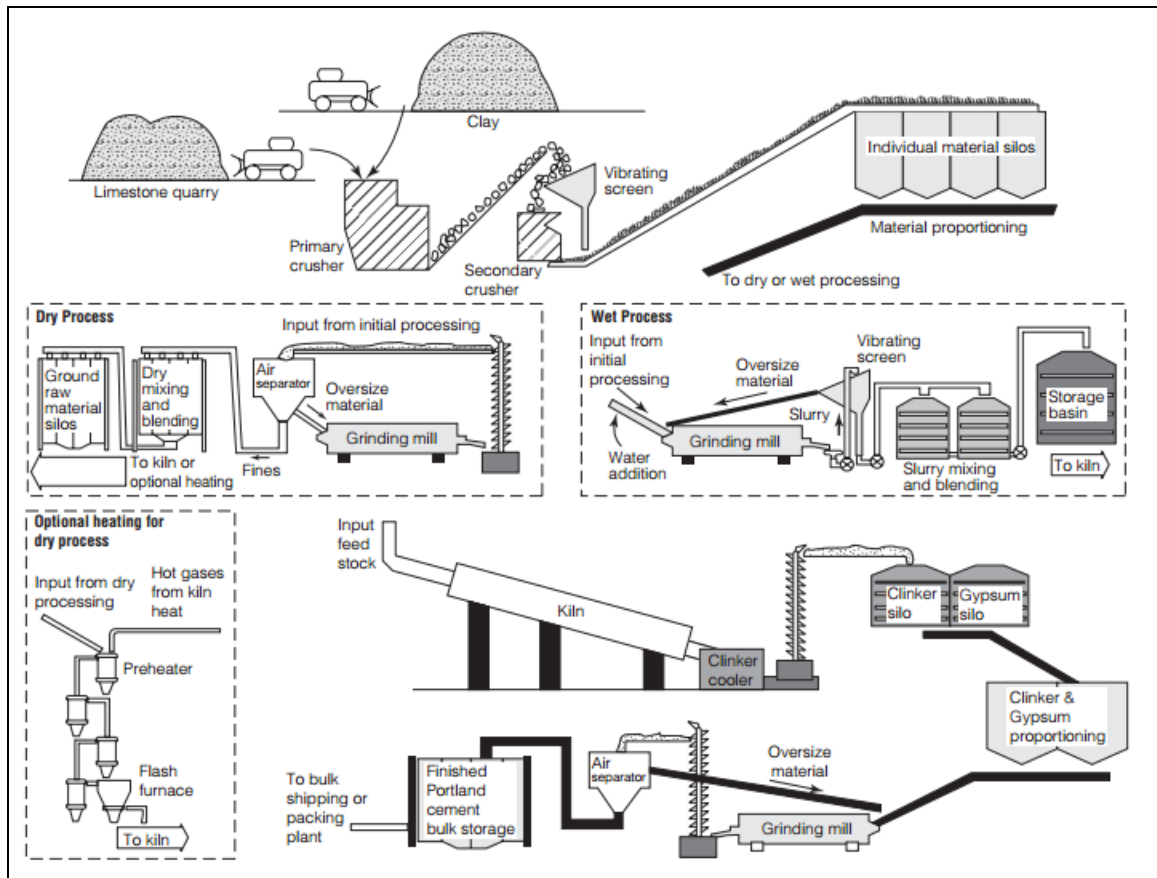 Clay
Limestone quarry
Primary
crusher
Vibrating
screen
Secondary
crusher
Individual material silos
Material proportioning
To dry or wet processing
Dry Process
Input from initial processing
Ground
raw
material
silos
Dry
mixing
and
blending
Air
separator
Oversize
material
Grinding mill
To kiln or
optional heating
Fines
Wet Process
Input from
initial
processing
Oversize
material
Vibrating
screen
Slurry
Grinding mill
Water
addition
Slurry mixing
and blending
Storage
basin
To kiln
Optional heating for
dry process
Input from dry
processing
Hot gases
from kiln
heat
Preheater
Flash
furnace
To kiln
Input
feed
stock
Kiln
Clinker
cooler
Clinker
silo
Gypsum
silo
Clinker &
Gypsum
proportioning
To bulk
shipping or
packing
plant
Finished
Portland
cement
bulk storage
Air
separator
Oversize
material
Grinding mill